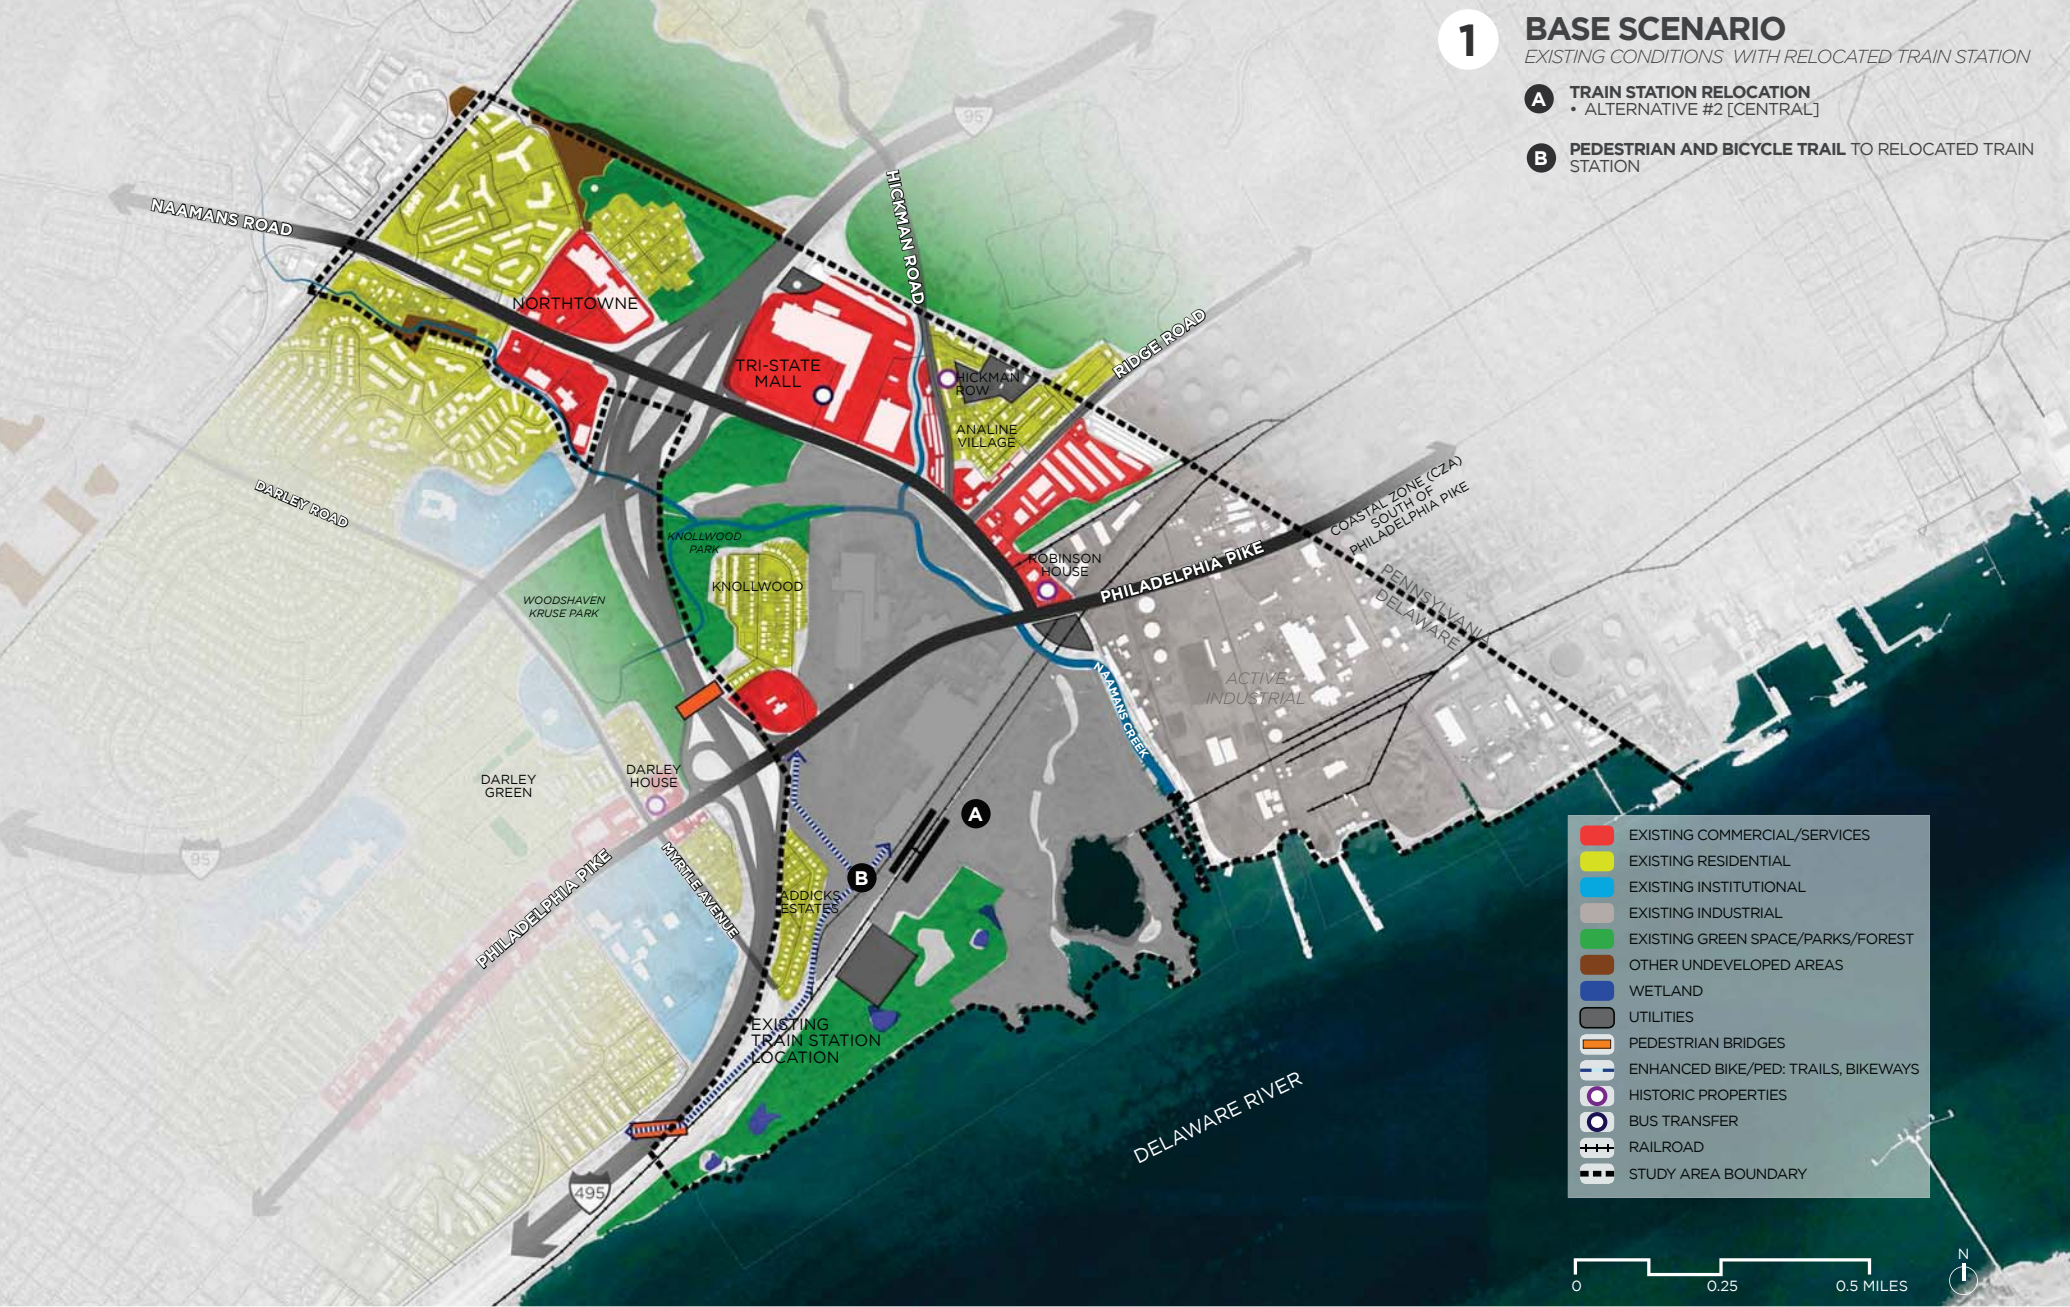 1
BASE SCENARIO
EXISTING CONDITIONS WITH RELOCATED TRAIN STATION
A
TRAIN STATION RELOCATION
• ALTERNATIVE #2 [CENTRAL]
B
PEDESTRIAN AND BICYCLE TRAIL TO RELOCATED TRAIN
STATION
95
HICKMAN ROAD
NAAMANS ROAD
NORTHTOWNE
TRI-STATE
MALL
HICKMAN
ROW
RIDGE ROAD
ANALINE
VILLAGE
DARLEY ROAD
COASTAL ZONE (CZA)
SOUTH OF
PHILADELPHIA PIKE
KNOLLWOOD
PARK
ROBINSON
HOUSE
PHILADELPHIA PIKE
KNOLLWOOD
WOODSHAVEN
KRUSE PARK
PENNSYLVANIA
DELAWARE
ACTIVE
INDUSTRIAL
NAAMANS CREEK
DARLEY
GREEN
DARLEY
HOUSE
A
95
PHILADELPHIA PIKE
MYRTLE AVENUE
B
ADDICKS
ESTATES
EXISTING
TRAIN STATION
LOCATION
DELAWARE RIVER
495
EXISTING COMMERCIAL/SERVICES
EXISTING RESIDENTIAL
EXISTING INSTITUTIONAL
EXISTING INDUSTRIAL
EXISTING GREEN SPACE/PARKS/FOREST
OTHER UNDEVELOPED AREAS
WETLAND
UTILITIES
PEDESTRIAN BRIDGES
ENHANCED BIKE/PED: TRAILS, BIKEWAYS
HISTORIC PROPERTIES
BUS TRANSFER
RAILROAD
STUDY AREA BOUNDARY
0 0.25 0.5 MILES
N